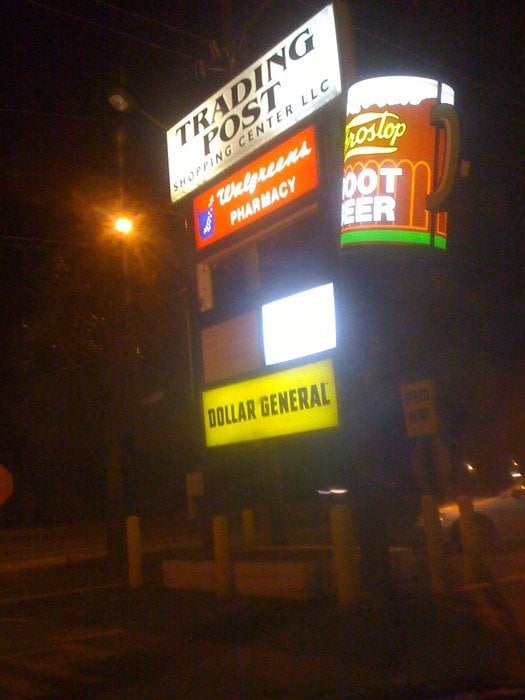 TRADING
POST
SHOPPING CENTER LLC
Walgreens
PHARMACY
DOLLAR GENERAL
Frostop
OOT
EER